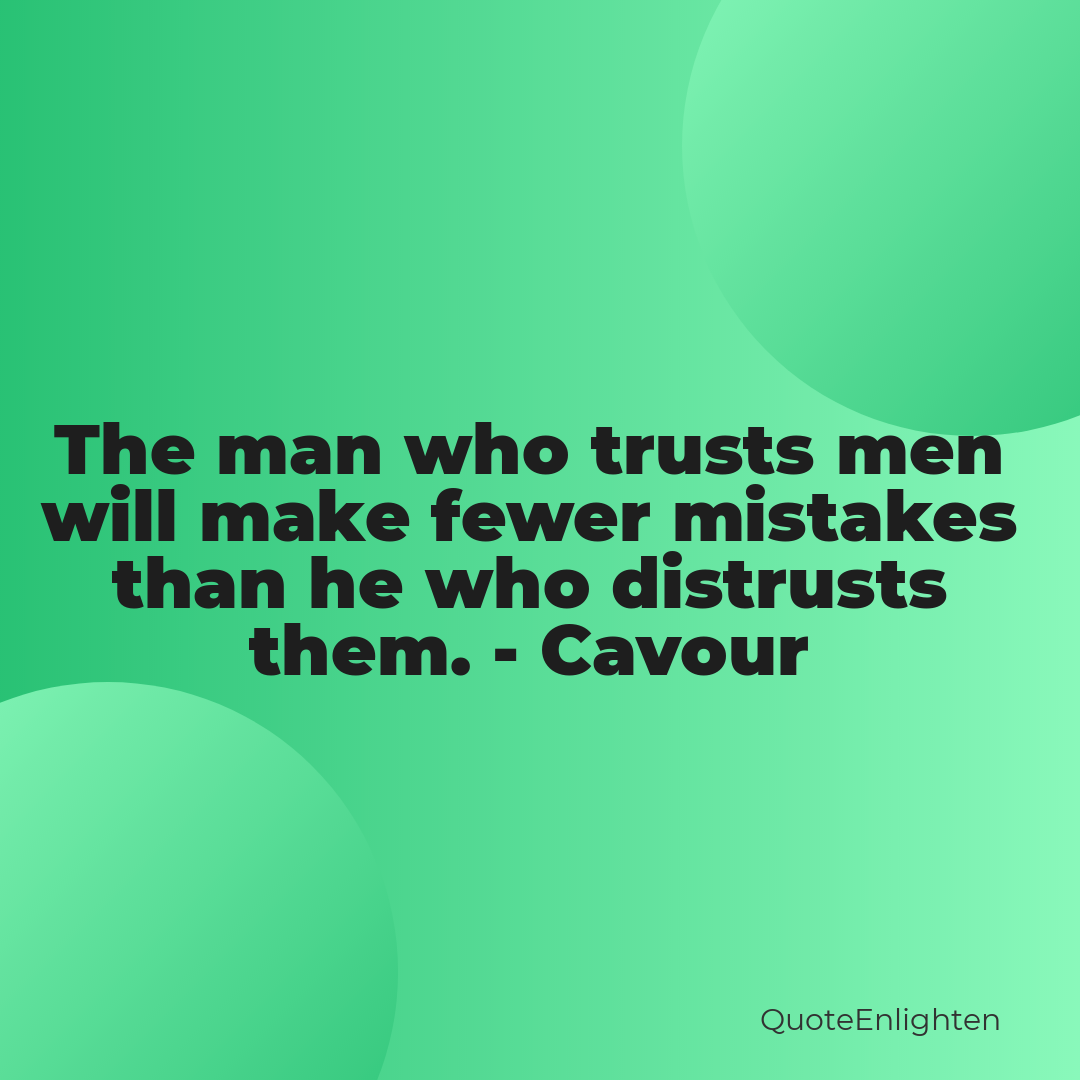 The man who trusts men
will make fewer mistakes
than he who distrusts
them. - Cavour
QuoteEnlighten